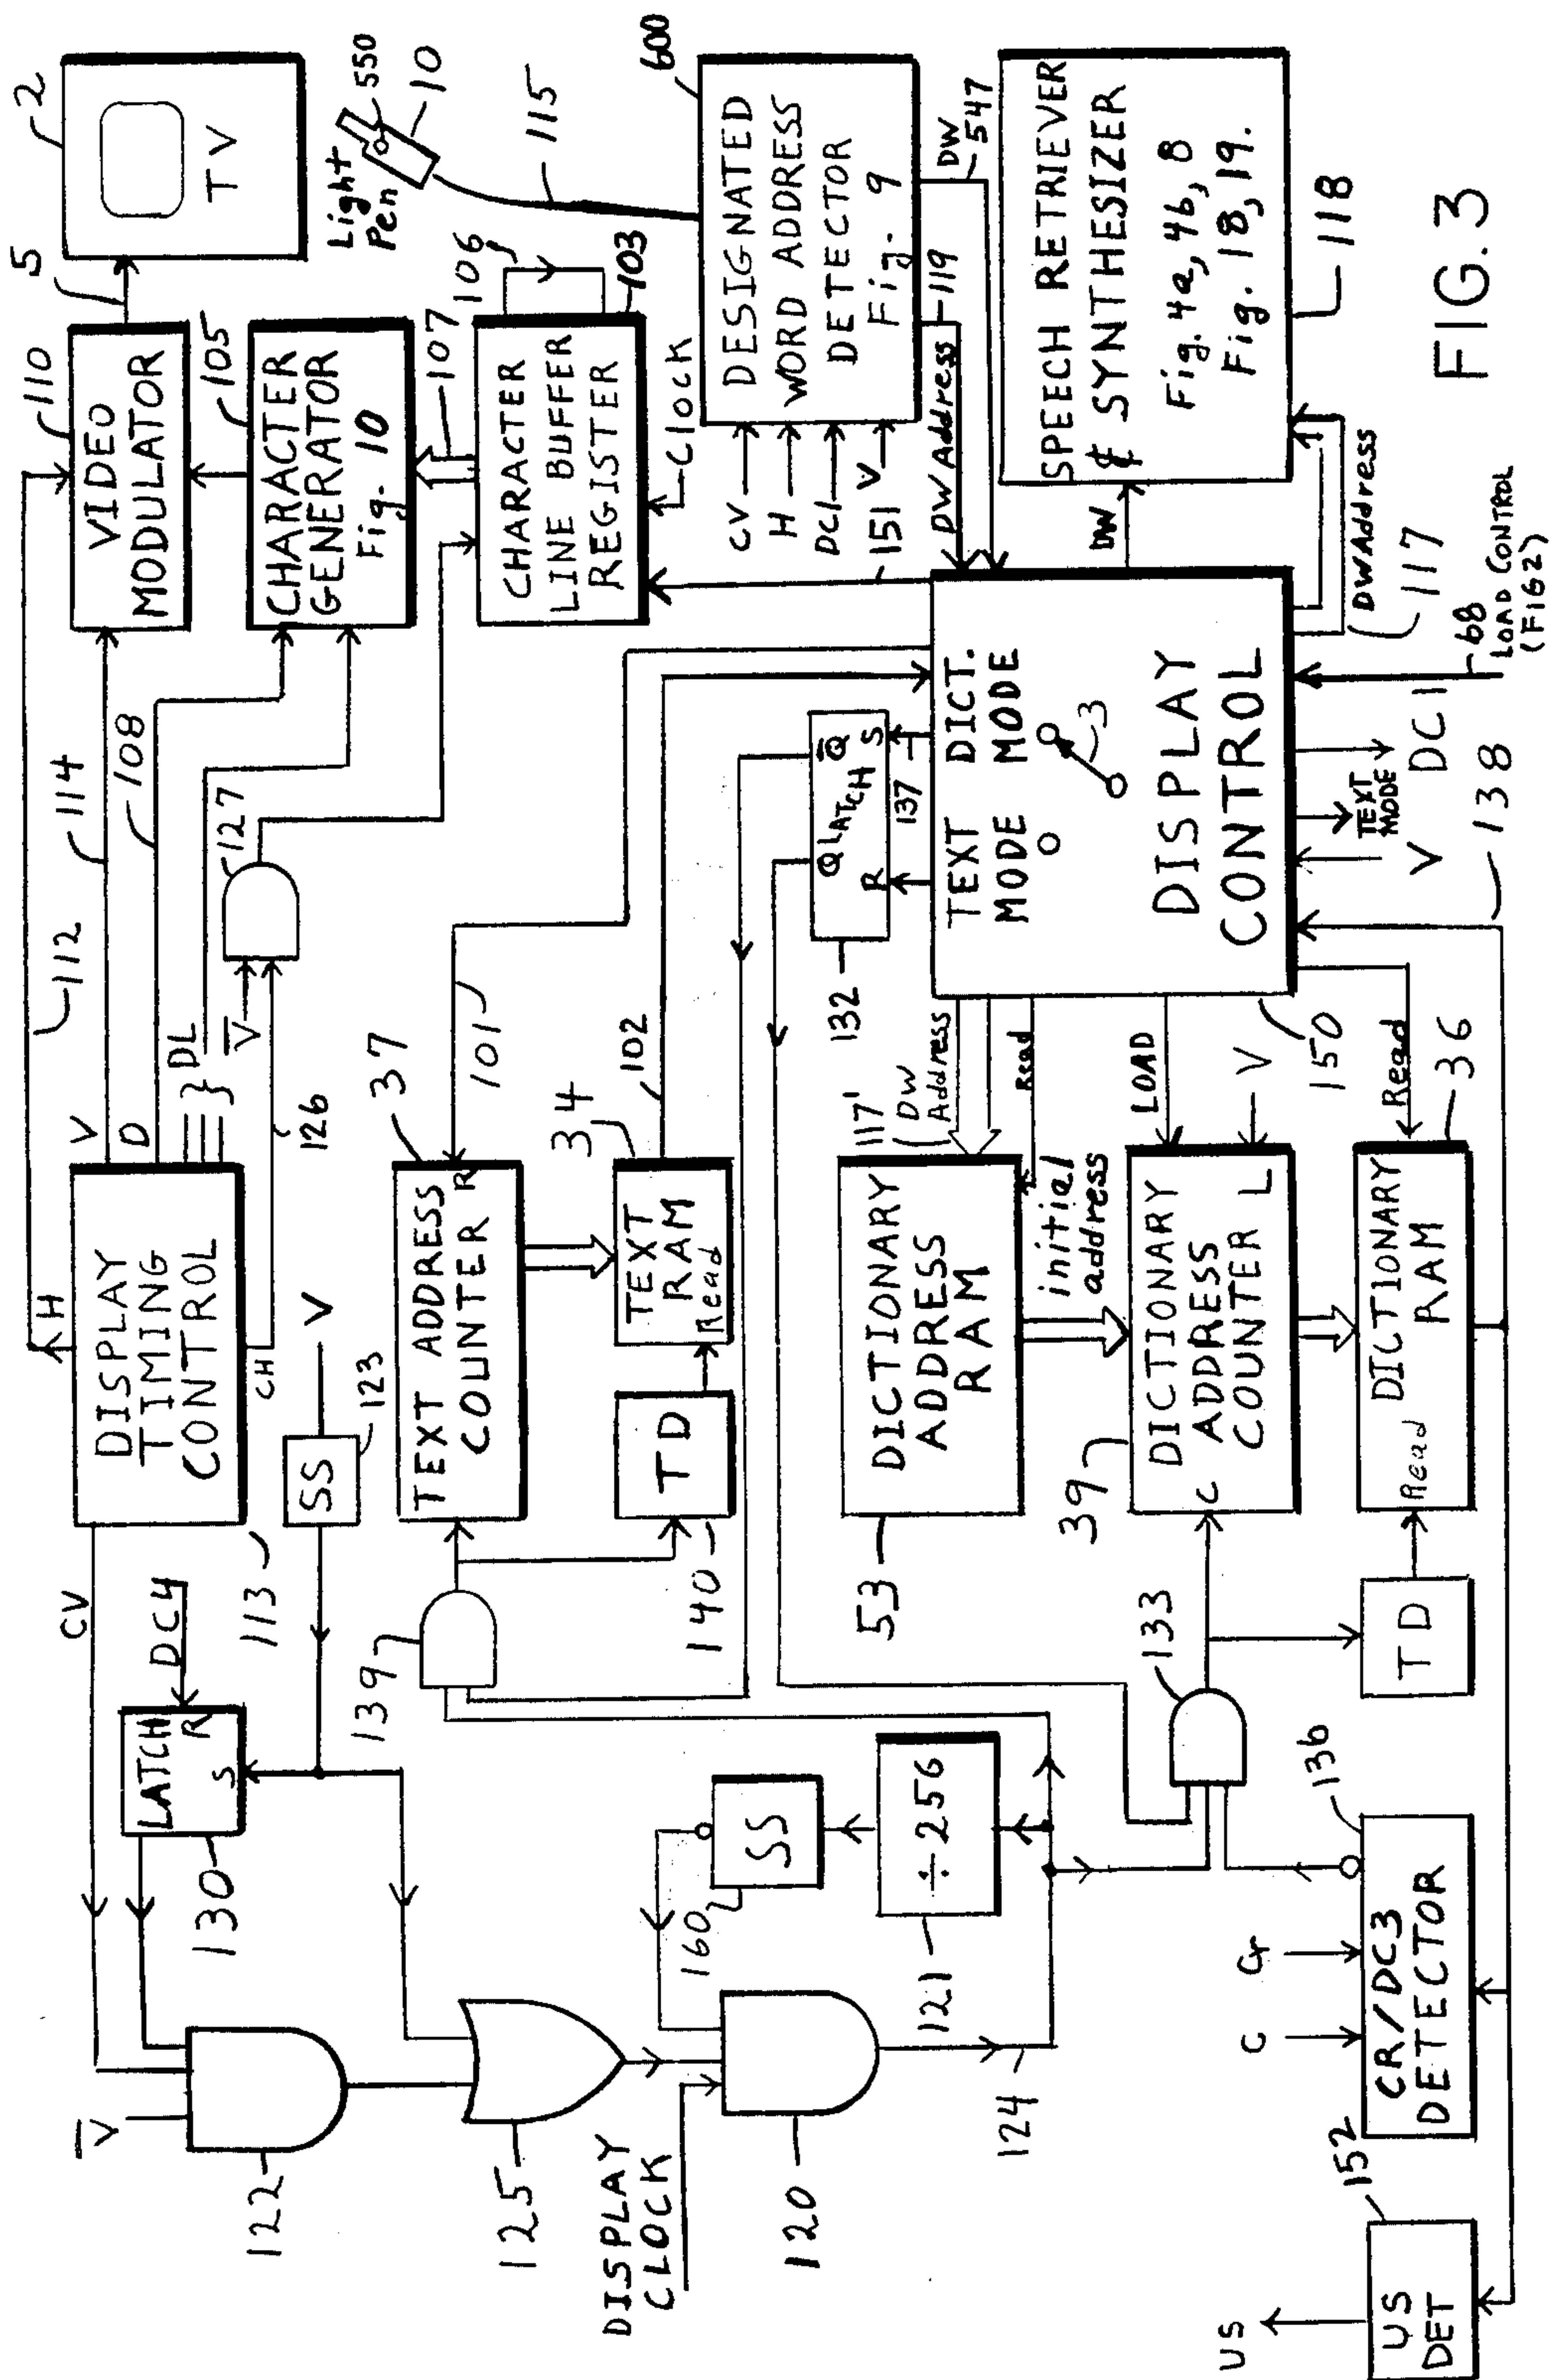 2
TV
5
110
VIDEO
MODULATOR
105
CHARACTER
GENERATOR
Fig. 10
107
106
103
CHARACTER
LINE BUFFER
REGISTER
Clock
Light
Pen
550
10
115
600
DESIGNATED
WORD ADDRESS
DETECTOR
Fig. 9
CV
H
DC1
V
151
DW Address
119
DW
547
SPEECH RETRIEVER
& SYNTHESIZER
Fig. 4a, 4b, 8
Fig. 18, 19.
118
DW
DW Address
117
68
LOAD CONTROL
(FIG 2)
FIG. 3
112
114
108
127
V
126
H
V
D
DL
DISPLAY
TIMING
CONTROL
CH
CV
113
V
SS
123
DC4
LATCH
R
S
130
V
122
125
DISPLAY
CLOCK
120
124
160
SS
÷256
121
139
TEXT ADDRESS
COUNTER
R
37
101
34
TEXT
RAM
Read
102
TD
140
132
LATCH
Q
Q
R
S
137
TEXT
MODE
DICT.
MODE
3
DISPLAY
CONTROL
150
V
TEXT
MODE
DC1
138
117'
DW
Address
Read
LOAD
V
DICTIONARY
ADDRESS
RAM
53
initial
address
DICTIONARY
ADDRESS
COUNTER
C
L
39
DICTIONARY
RAM
Read
Read
36
TD
133
136
CR/DC3
DETECTOR
G
Gr
152
US
DET
US